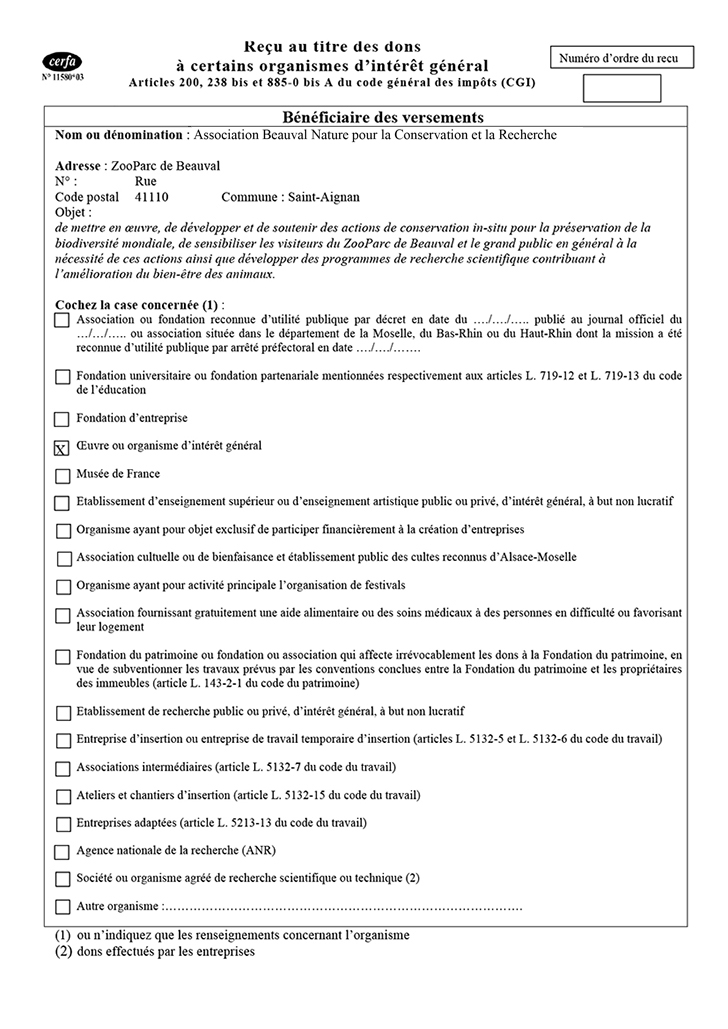 Reçu au titre des dons
à certains organismes d'intérêt général
Articles 200, 238 bis et 885-0 bis A du code général des impôts (CGI)
cerfa
N° 11580*03
Numéro d'ordre du recu
Bénéficiaire des versements
Nom ou dénomination : Association Beauval Nature pour la Conservation et la Recherche
Adresse : ZooParc de Beauval
N° : Rue
Code postal 41110 Commune : Saint-Aignan
Objet :
de mettre en œuvre, de développer et de soutenir des actions de conservation in-situ pour la préservation de la
biodiversité mondiale, de sensibiliser les visiteurs du ZooParc de Beauval et le grand public en général à la
nécessité de ces actions ainsi que développer des programmes de recherche scientifique contribuant à
l'amélioration du bien-être des animaux.
Cochez la case concernée (1) :
Association ou fondation reconnue d'utilité publique par décret en date du …./…./….. publié au journal officiel du
…/…/….. ou association située dans le département de la Moselle, du Bas-Rhin ou du Haut-Rhin dont la mission a été
reconnue d'utilité publique par arrêté préfectoral en date …./…./…….
Fondation universitaire ou fondation partenariale mentionnées respectivement aux articles L. 719-12 et L. 719-13 du code
de l'éducation
Fondation d'entreprise
X Œuvre ou organisme d'intérêt général
Musée de France
Etablissement d'enseignement supérieur ou d'enseignement artistique public ou privé, d'intérêt général, à but non lucratif
Organisme ayant pour objet exclusif de participer financièrement à la création d'entreprises
Association cultuelle ou de bienfaisance et établissement public des cultes reconnus d'Alsace-Moselle
Organisme ayant pour activité principale l'organisation de festivals
Association fournissant gratuitement une aide alimentaire ou des soins médicaux à des personnes en difficulté ou favorisant
leur logement
Fondation du patrimoine ou fondation ou association qui affecte irrévocablement les dons à la Fondation du patrimoine, en
vue de subventionner les travaux prévus par les conventions conclues entre la Fondation du patrimoine et les propriétaires
des immeubles (article L. 143-2-1 du code du patrimoine)
Etablissement de recherche public ou privé, d'intérêt général, à but non lucratif
Entreprise d'insertion ou entreprise de travail temporaire d'insertion (articles L. 5132-5 et L. 5132-6 du code du travail)
Associations intermédiaires (article L. 5132-7 du code du travail)
Ateliers et chantiers d'insertion (article L. 5132-15 du code du travail)
Entreprises adaptées (article L. 5213-13 du code du travail)
Agence nationale de la recherche (ANR)
Société ou organisme agréé de recherche scientifique ou technique (2)
Autre organisme :……………………………………………………………………………
(1) ou n'indiquez que les renseignements concernant l'organisme
(2) dons effectués par les entreprises